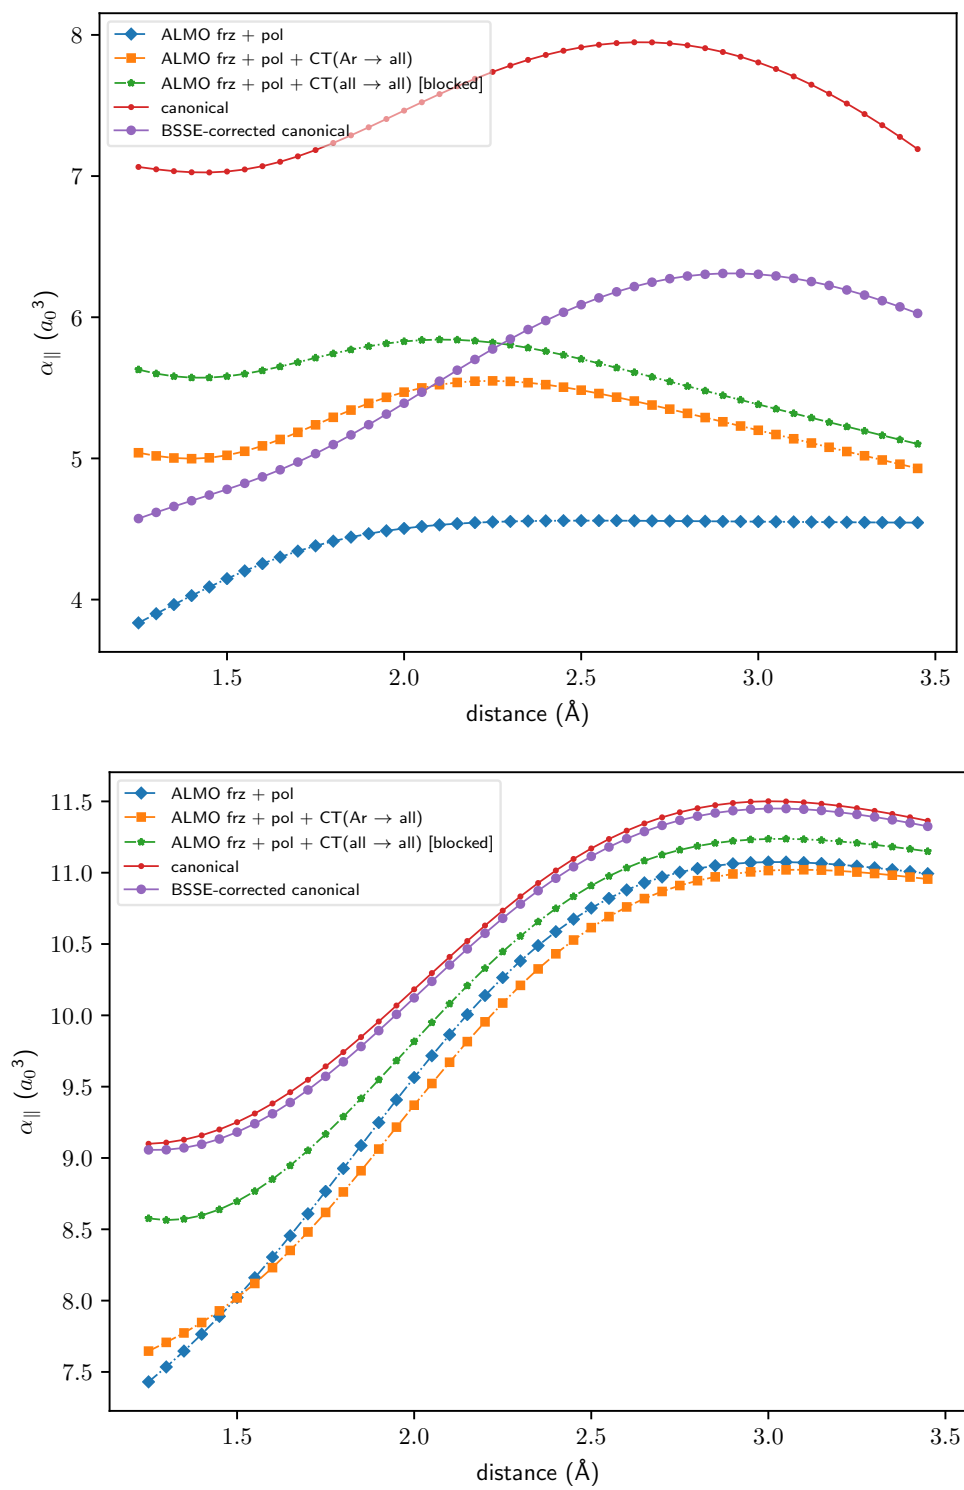 8
7
6
5
4
α∥ (a₀³)
ALMO frz + pol
ALMO frz + pol + CT(Ar → all)
ALMO frz + pol + CT(all → all) [blocked]
canonical
BSSE-corrected canonical
1.5 2.0 2.5 3.0 3.5
distance (Å)
11.5
11.0
10.5
10.0
9.5
9.0
8.5
8.0
7.5
α∥ (a₀³)
ALMO frz + pol
ALMO frz + pol + CT(Ar → all)
ALMO frz + pol + CT(all → all) [blocked]
canonical
BSSE-corrected canonical
1.5 2.0 2.5 3.0 3.5
distance (Å)